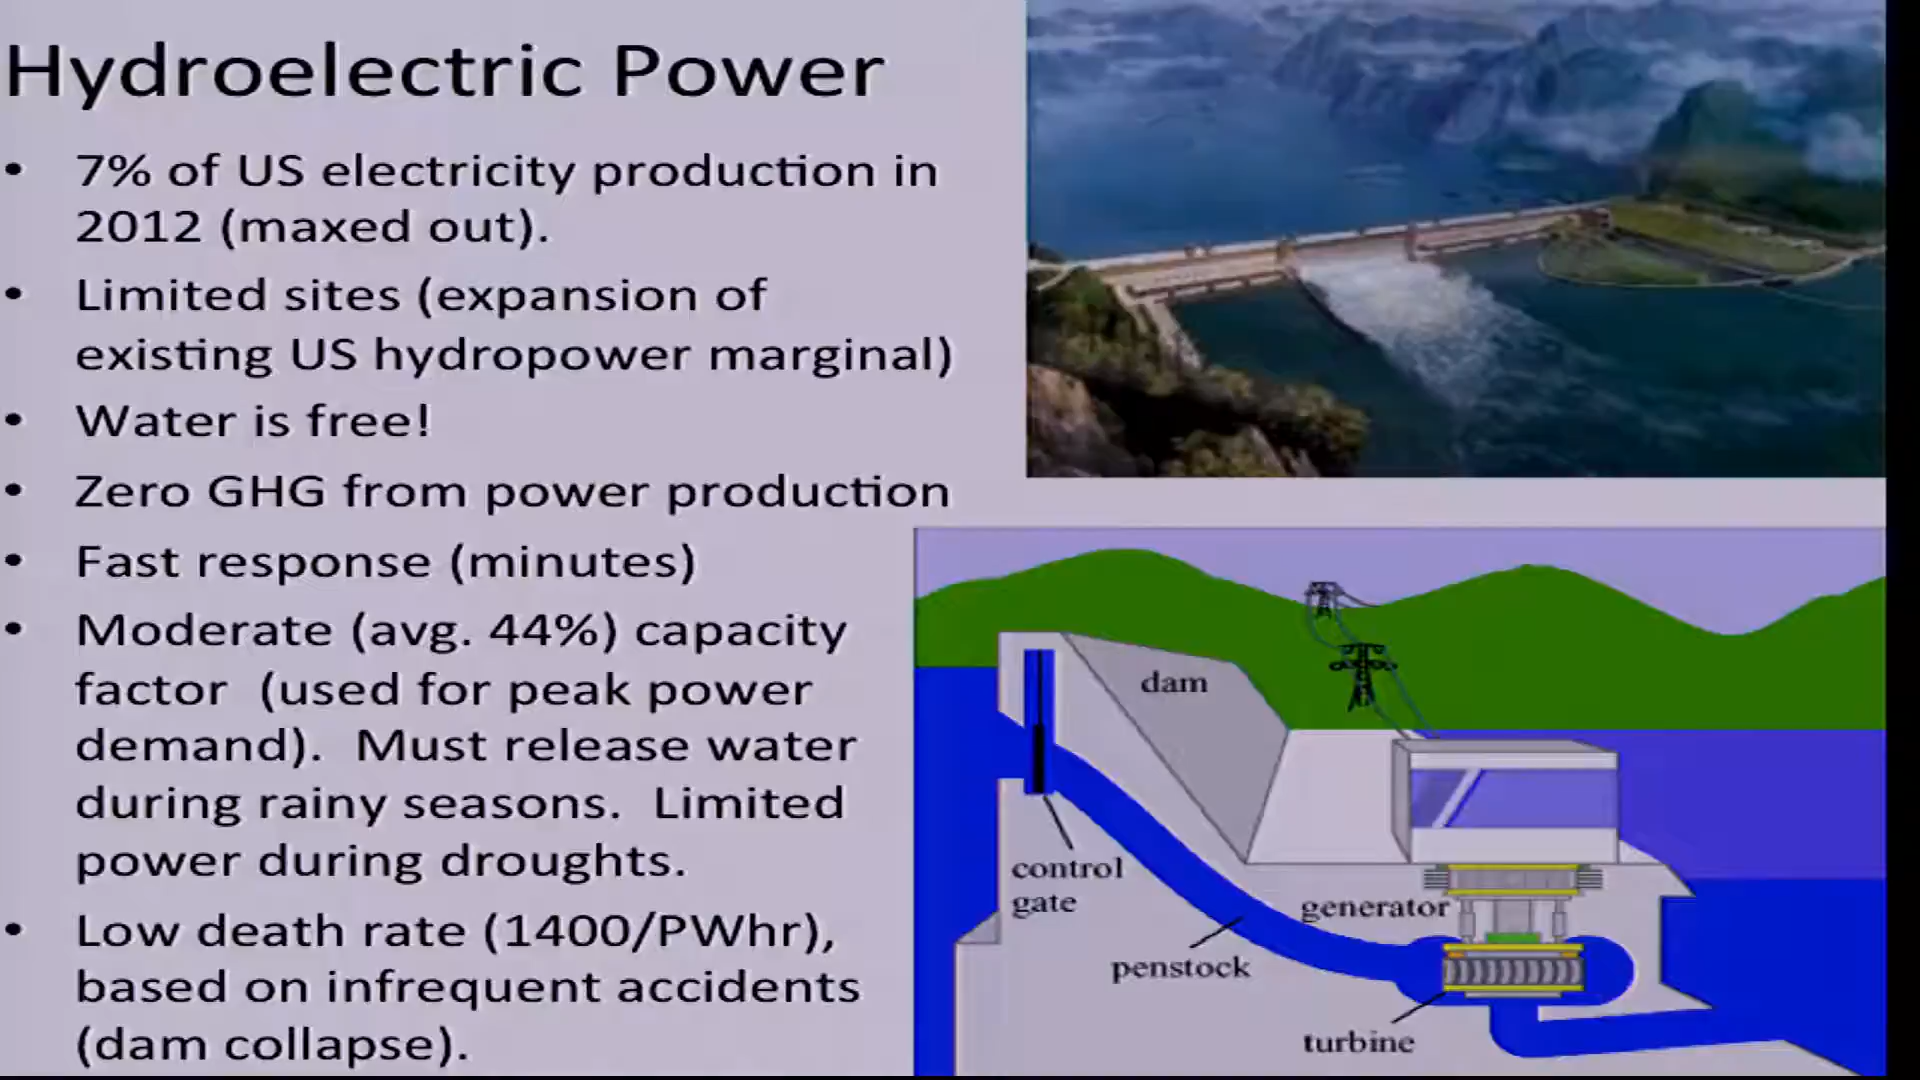 Hydroelectric Power
• 7% of US electricity production in
2012 (maxed out).
• Limited sites (expansion of
existing US hydropower marginal)
• Water is free!
• Zero GHG from power production
• Fast response (minutes)
• Moderate (avg. 44%) capacity
factor (used for peak power
demand). Must release water
during rainy seasons. Limited
power during droughts.
• Low death rate (1400/PWhr),
based on infrequent accidents
(dam collapse).
dam
control
gate
generator
penstock
turbine